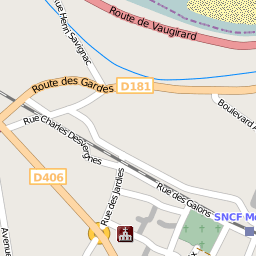 Rue Henri Savignac
Route de Vaugirard
Route des Gardes
D181
Boulevard
Rue Charles Desvergnes
SNCF
D406
Rue des Jardies
Rue des Galons
Avenue